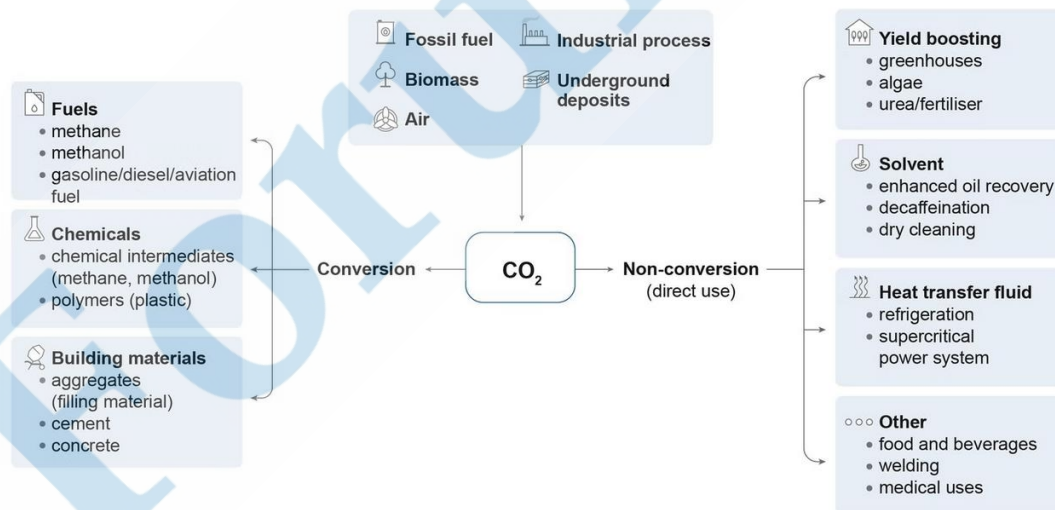 Fossil fuel
Industrial process
Biomass
Underground
deposits
Air
Fuels
• methane
• methanol
• gasoline/diesel/aviation
fuel
Chemicals
• chemical intermediates
(methane, methanol)
• polymers (plastic)
Building materials
• aggregates
(filling material)
• cement
• concrete
Conversion
CO₂
Non-conversion
(direct use)
Yield boosting
• greenhouses
• algae
• urea/fertiliser
Solvent
• enhanced oil recovery
• decaffeination
• dry cleaning
Heat transfer fluid
• refrigeration
• supercritical
power system
Other
• food and beverages
• welding
• medical uses